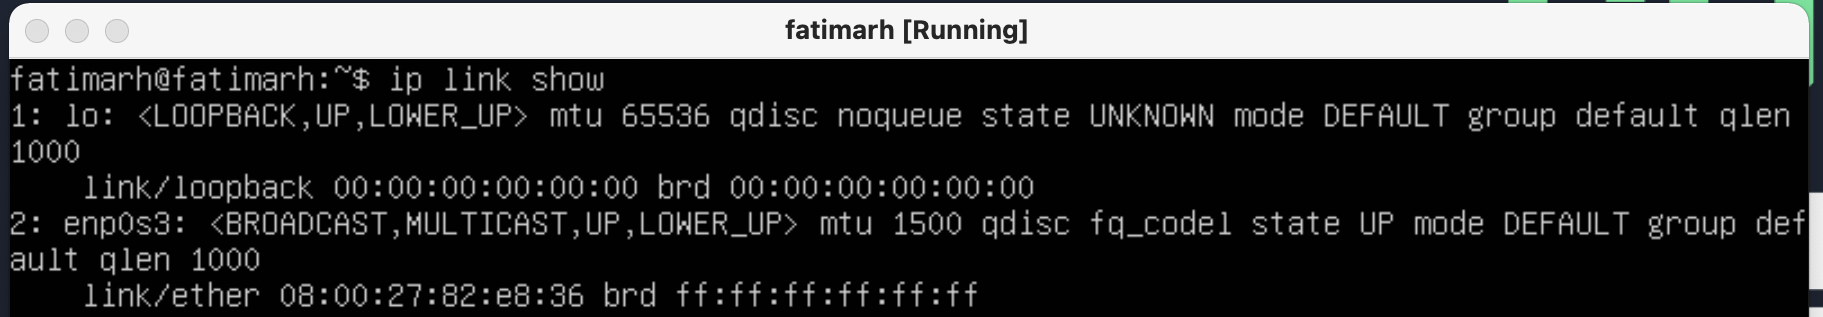 fatimarh [Running]
fatimarh@fatimarh:~$ ip link show
1: lo: <LOOPBACK,UP,LOWER_UP> mtu 65536 qdisc noqueue state UNKNOWN mode DEFAULT group default qlen
1000
    link/loopback 00:00:00:00:00:00 brd 00:00:00:00:00:00
2: enp0s3: <BROADCAST,MULTICAST,UP,LOWER_UP> mtu 1500 qdisc fq_codel state UP mode DEFAULT group def
ault qlen 1000
    link/ether 08:00:27:82:e8:36 brd ff:ff:ff:ff:ff:ff